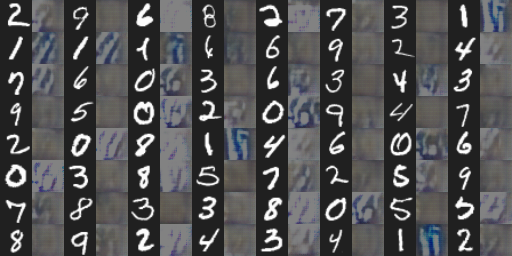 2 9 6 8 2 7 3 1
1 1 1 6 6 9 2 4
7 6 0 3 6 3 4 3
9 5 0 2 0 9 4 7
2 0 8 1 4 6 0 6
0 3 8 5 7 2 5 9
7 8 3 3 8 0 5 5
8 9 2 4 3 4 1 2